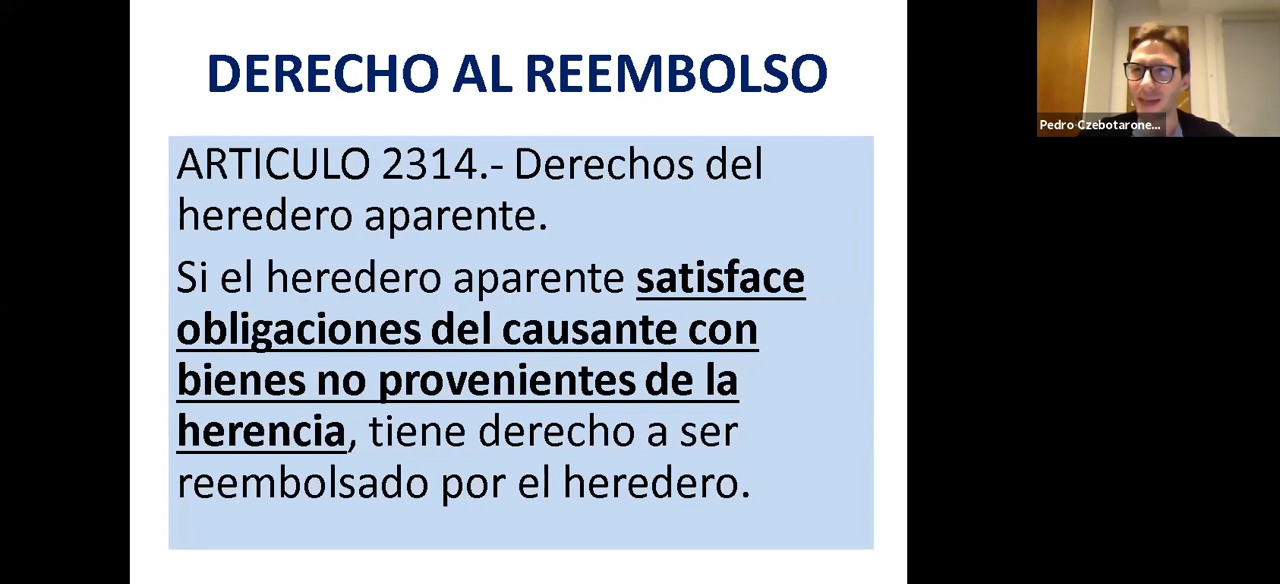 DERECHO AL REEMBOLSO
ARTICULO 2314.- Derechos del
heredero aparente.
Si el heredero aparente satisface
obligaciones del causante con
bienes no provenientes de la
herencia, tiene derecho a ser
reembolsado por el heredero.
Pedro Czebotarone...